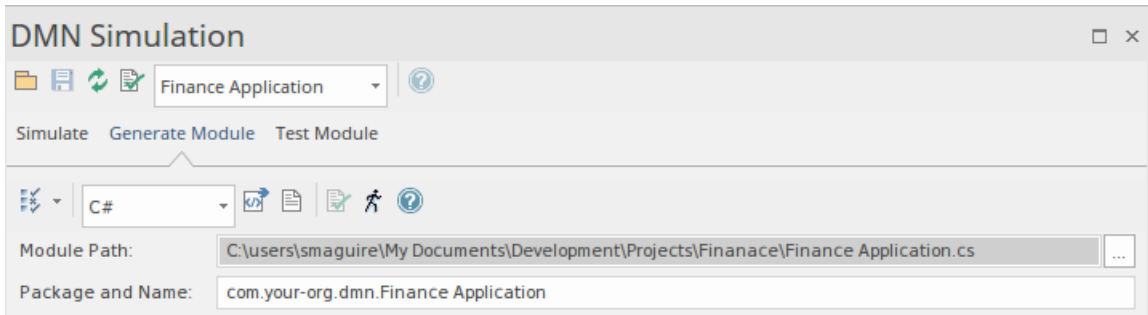 DMN Simulation
Finance Application
Simulate Generate Module Test Module
C#
Module Path: C:\users\smaguire\My Documents\Development\Projects\Finanace\Finance Application.cs ...
Package and Name: com.your-org.dmn.Finance Application